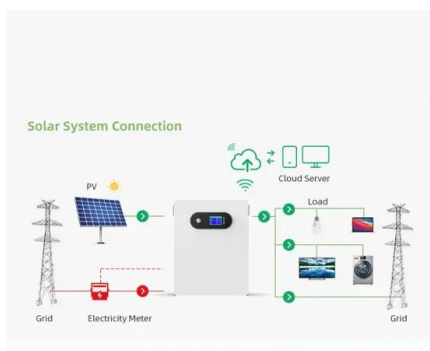 Solar System Connection
Cloud Server
PV
Load
Grid
Electricity Meter
Grid